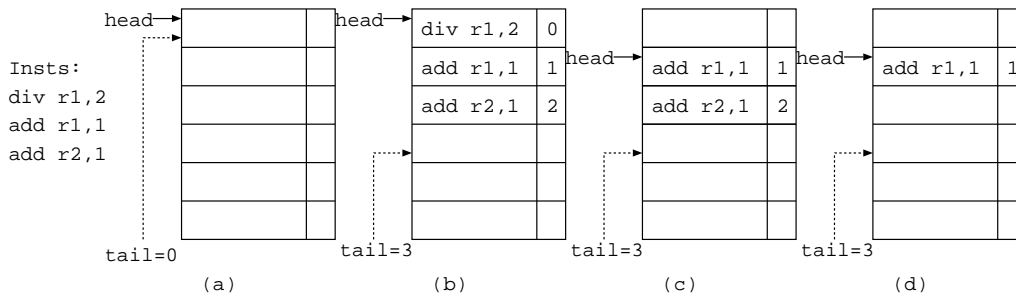 Insts:
div r1,2
add r1,1
add r2,1
head
tail=0
(a)
head
div r1,2 0
add r1,1 1
add r2,1 2
tail=3
(b)
head
add r1,1 1
add r2,1 2
tail=3
(c)
head
add r1,1 1
tail=3
(d)